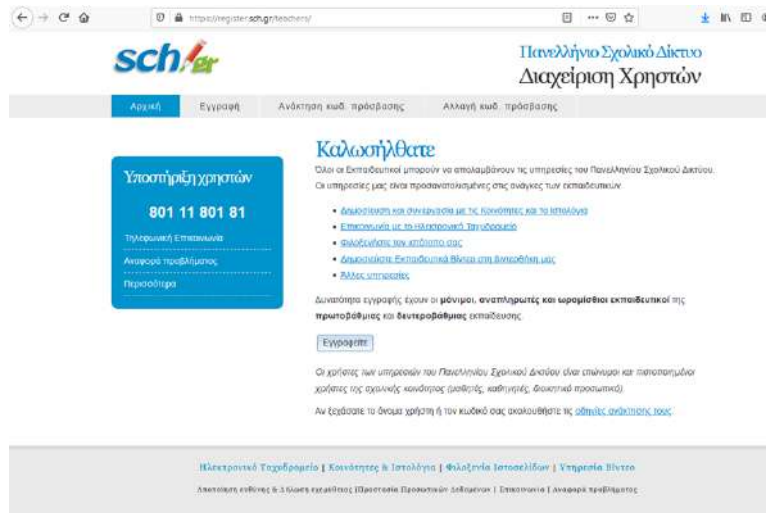 https://register.sch.gr/teachers/
sch.gr
Πανελλήνιο Σχολικό Δίκτυο
Διαχείριση Χρηστών
Αρχική Εγγραφή Ανάκτηση κωδ. πρόσβασης Αλλαγή κωδ. πρόσβασης
Υποστήριξη χρηστών
801 11 801 81
Τηλεφωνική Επικοινωνία
Αναφορά προβλήματος
Περισσότερα
Καλωσήλθατε
Όλοι οι Εκπαιδευτικοί μπορούν να απολαμβάνουν τις υπηρεσίες του Πανελληνίου Σχολικού Δικτύου.
Οι υπηρεσίες μας είναι προσανατολισμένες στις ανάγκες των εκπαιδευτικών.
Δημοσίευση και συνεργασία με τις Κοινότητες και τα Ιστολόγια
Επικοινωνία με το Ηλεκτρονικό Ταχυδρομείο
Φιλοξενήστε τον ιστότοπο σας
Δημοσιεύστε Εκπαιδευτικά Βίντεο στη βιντεοθήκη μας
Άλλες υπηρεσίες
Δυνατότητα εγγραφής έχουν οι μόνιμοι, αναπληρωτές και ωρομίσθιοι εκπαιδευτικοί της
πρωτοβάθμιας και δευτεροβάθμιας εκπαίδευσης.
Εγγραφείτε
Οι χρήστες των υπηρεσιών του Πανελληνίου Σχολικού Δικτύου είναι επώνυμοι και πιστοποιημένοι
χρήστες της σχολικής κοινότητας (μαθητές, καθηγητές, διοικητικό προσωπικό).
Αν ξεχάσατε το όνομα χρήστη ή τον κωδικό σας ακολουθήστε τις οδηγίες ανάκτησης τους.
Ηλεκτρονικό Ταχυδρομείο | Κοινότητες & Ιστολόγια | Φιλοξενία Ιστοσελίδων | Υπηρεσία Βίντεο
Αποποίηση ευθύνης & Δήλωση εχεμύθειας | Προστασία Προσωπικών Δεδομένων | Επικοινωνία | Αναφορά προβλήματος